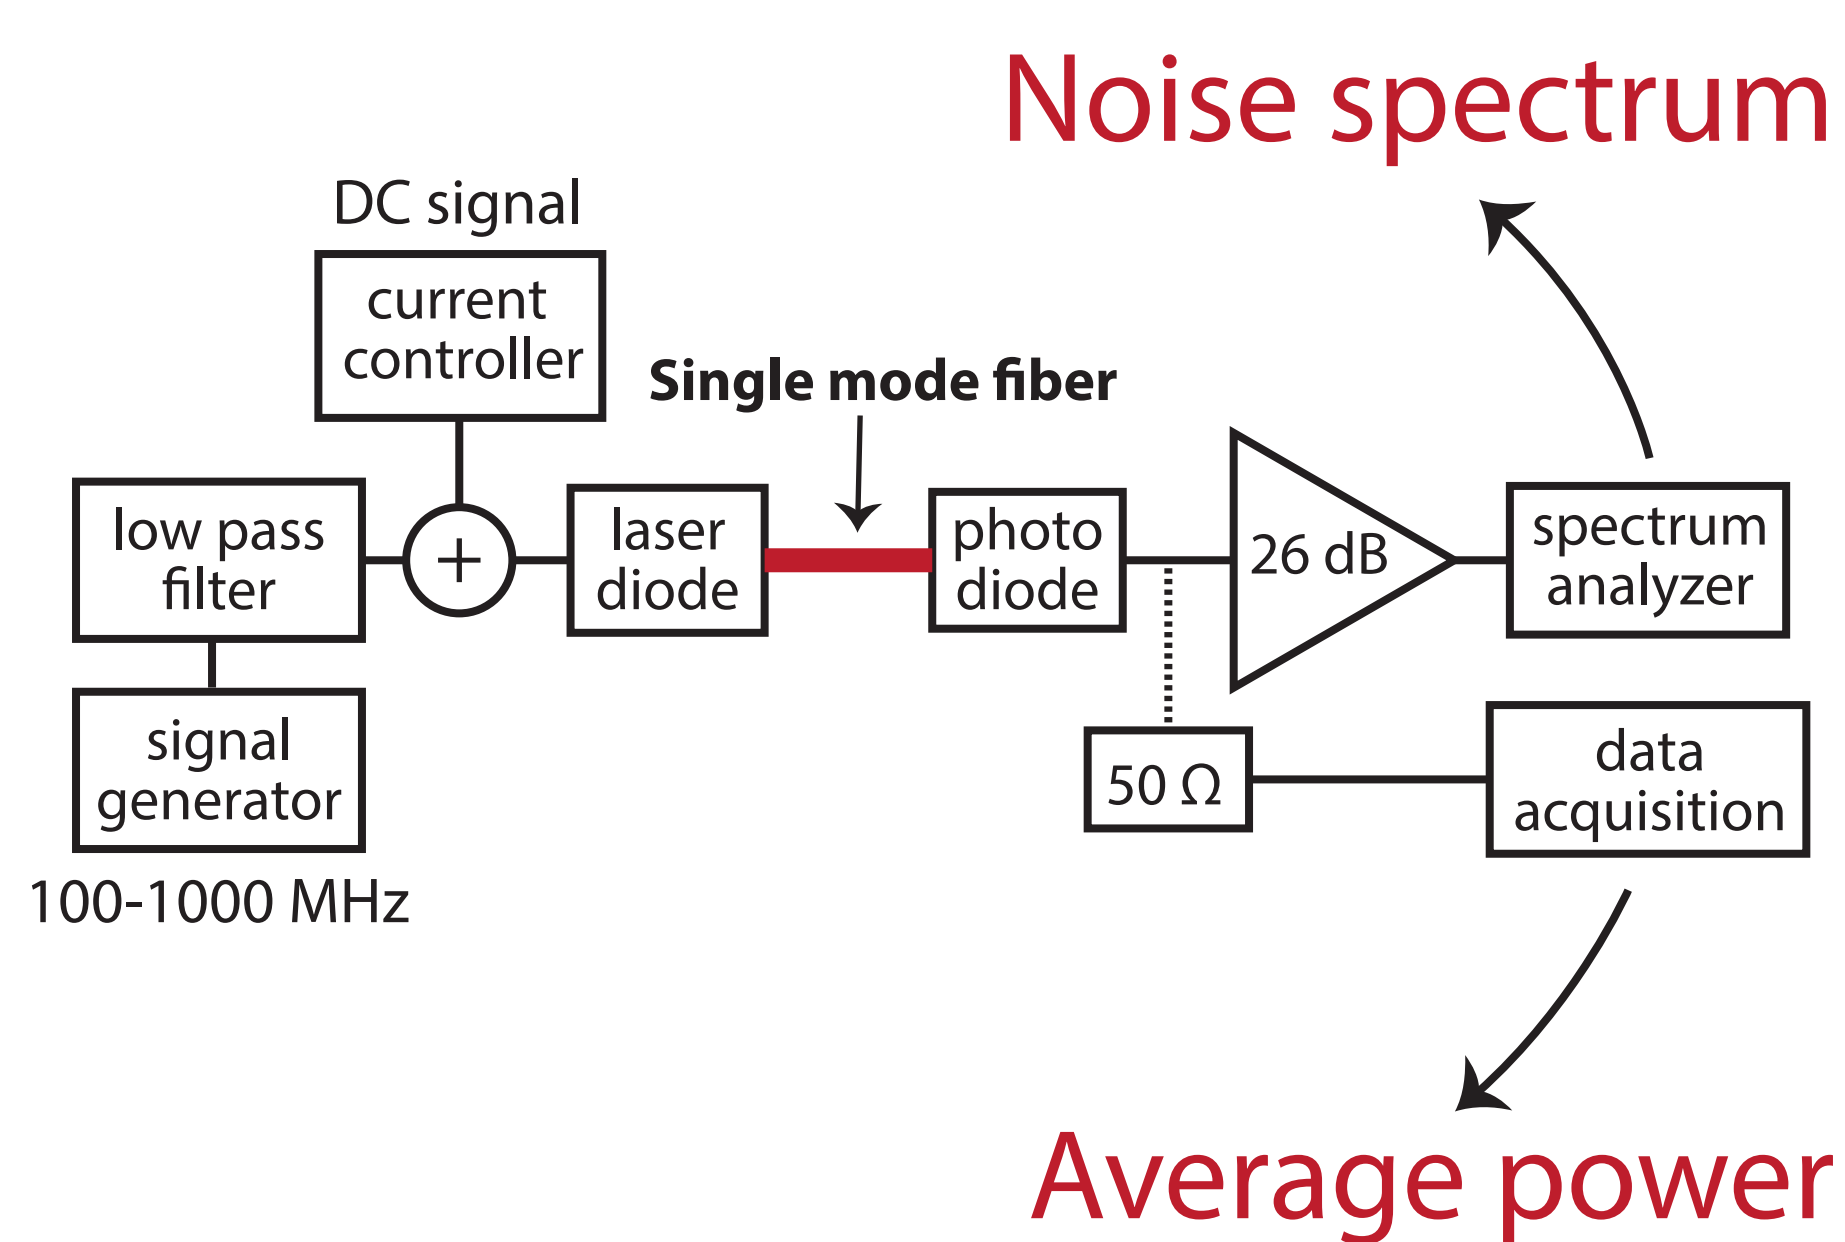 Noise spectrum
DC signal
current
controller
Single mode fiber
low pass
filter
+
laser
diode
photo
diode
26 dB
spectrum
analyzer
signal
generator
50 Ω
data
acquisition
100-1000 MHz
Average power